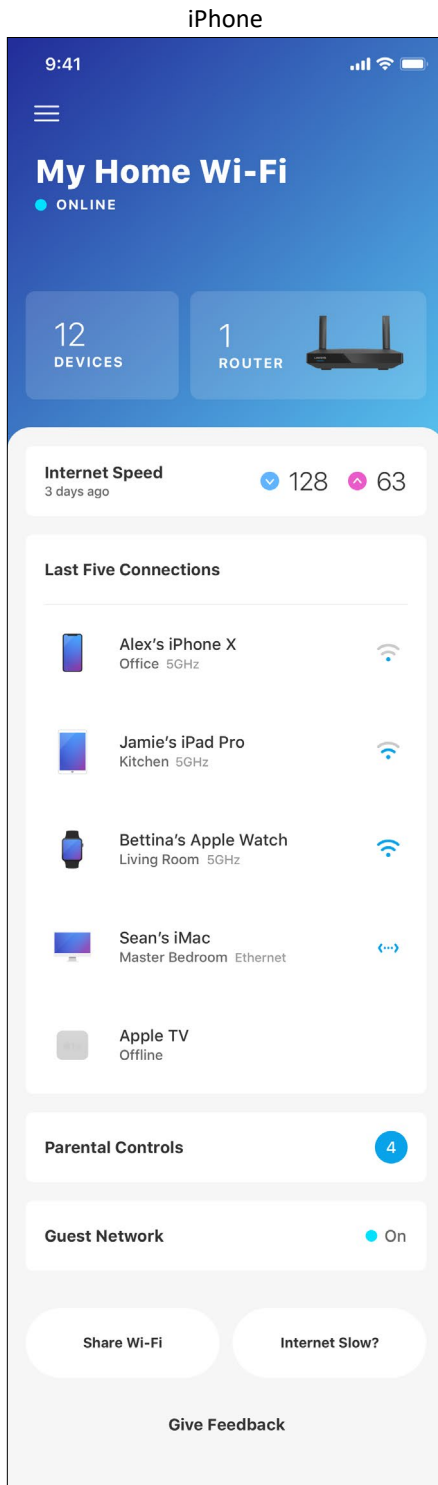 iPhone
9:41
My Home Wi-Fi
ONLINE
12
DEVICES
1
ROUTER
Internet Speed
3 days ago
128
63
Last Five Connections
Alex’s iPhone X
Office 5GHz
Jamie’s iPad Pro
Kitchen 5GHz
Bettina’s Apple Watch
Living Room 5GHz
Sean’s iMac
Master Bedroom Ethernet
Apple TV
Offline
Parental Controls
4
Guest Network
On
Share Wi-Fi
Internet Slow?
Give Feedback